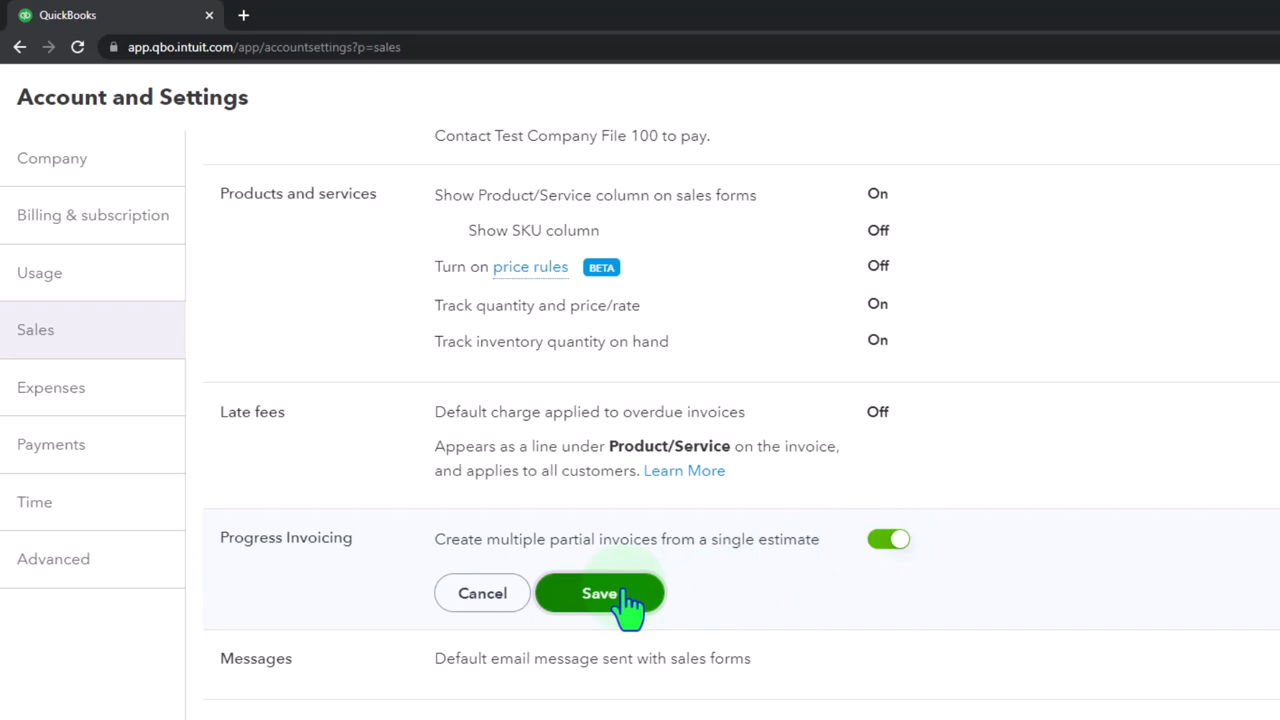 QuickBooks
app.qbo.intuit.com/app/accountsettings?p=sales
Account and Settings
Company
Billing & subscription
Usage
Sales
Expenses
Payments
Time
Advanced
Contact Test Company File 100 to pay.
Products and services
Show Product/Service column on sales forms On
Show SKU column Off
Turn on price rules BETA Off
Track quantity and price/rate On
Track inventory quantity on hand On
Late fees
Default charge applied to overdue invoices Off
Appears as a line under Product/Service on the invoice,
and applies to all customers. Learn More
Progress Invoicing
Create multiple partial invoices from a single estimate
Cancel Save
Messages
Default email message sent with sales forms